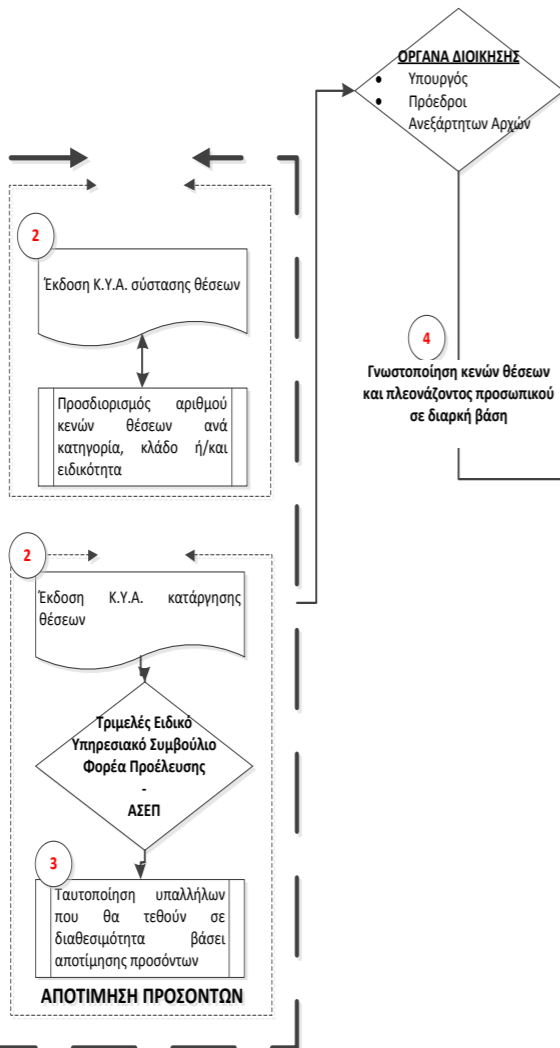 ΟΡΓΑΝΑ ΔΙΟΙΚΗΣΗΣ
• Υπουργός
• Πρόεδροι
Ανεξάρτητων Αρχών
2
Έκδοση Κ.Υ.Α. σύστασης θέσεων
Προσδιορισμός αριθμού
κενών θέσεων ανά
κατηγορία, κλάδο ή/και
ειδικότητα
4
Γνωστοποίηση κενών θέσεων
και πλεονάζοντος προσωπικού
σε διαρκή βάση
2
Έκδοση Κ.Υ.Α. κατάργησης
θέσεων
Τριμελές Ειδικό
Υπηρεσιακό Συμβούλιο
Φορέα Προέλευσης
-
ΑΣΕΠ
3
Ταυτοποίηση υπαλλήλων
που θα τεθούν σε
διαθεσιμότητα βάσει
αποτίμησης προσόντων
ΑΠΟΤΙΜΗΣΗ ΠΡΟΣΟΝΤΩΝ